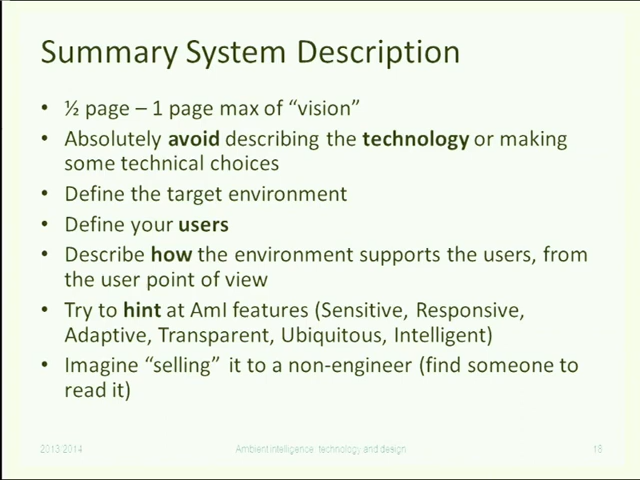 Summary System Description
• ½ page – 1 page max of “vision”
• Absolutely avoid describing the technology or making
some technical choices
• Define the target environment
• Define your users
• Describe how the environment supports the users, from
the user point of view
• Try to hint at AmI features (Sensitive, Responsive,
Adaptive, Transparent, Ubiquitous, Intelligent)
• Imagine “selling” it to a non-engineer (find someone to
read it)
2013/2014 Ambient intelligence: technology and design 18